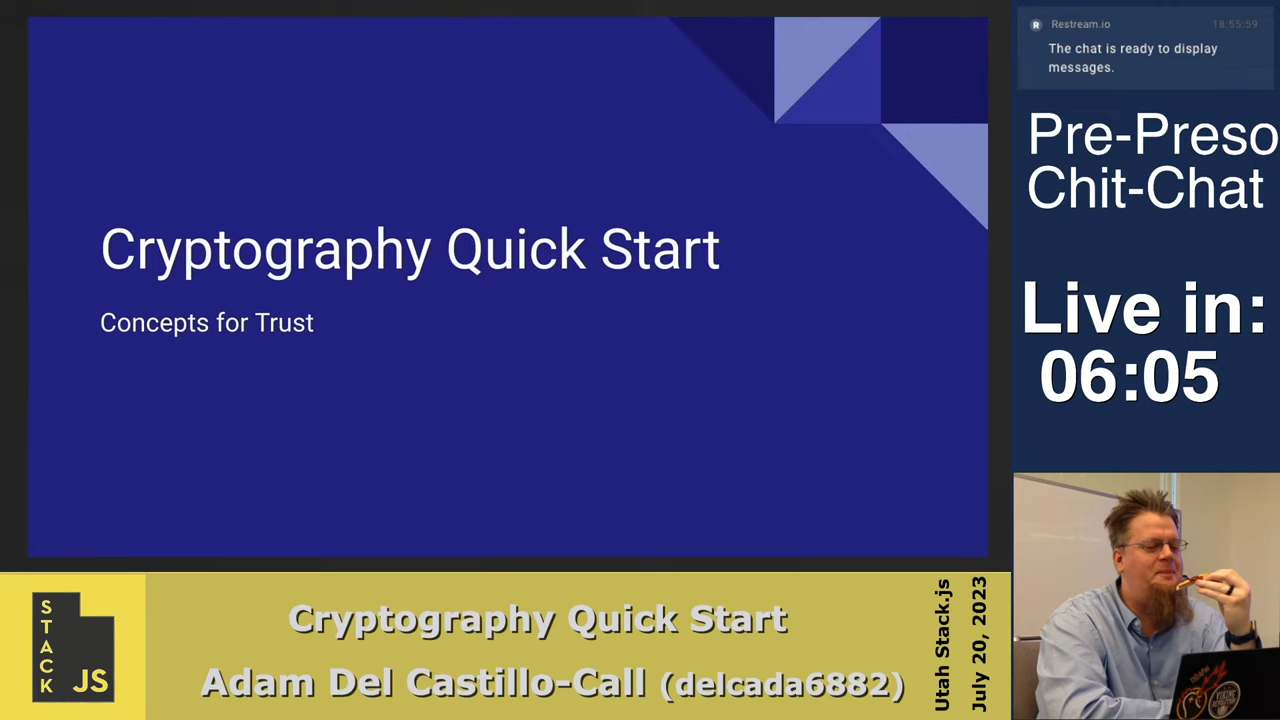 Cryptography Quick Start
Concepts for Trust
R
Restream.io
18:55:59
The chat is ready to display
messages.
Pre-Preso
Chit-Chat
Live in:
06:05
STACK
JS
Cryptography Quick Start
Adam Del Castillo-Call (delcada6882)
Utah Stack.js
July 20, 2023
VIKING